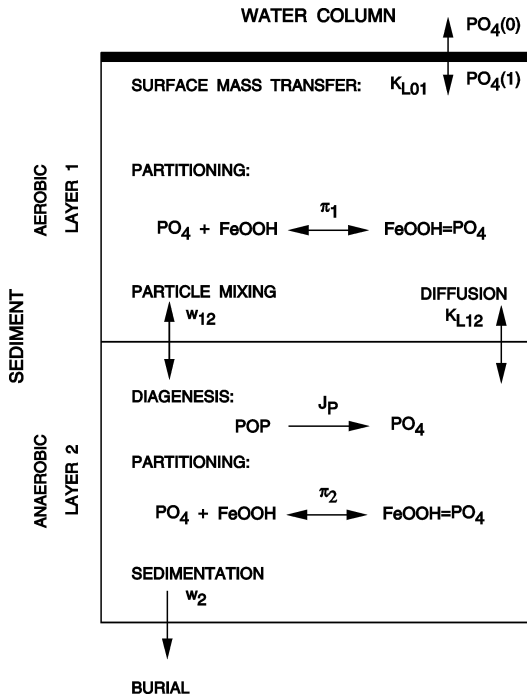 WATER COLUMN
PO4(0)
PO4(1)
SURFACE MASS TRANSFER: KL01
PARTITIONING:
π1
PO4 + FeOOH FeOOH=PO4
PARTICLE MIXING
w12
DIFFUSION
KL12
AEROBIC
LAYER 1
SEDIMENT
ANAEROBIC
LAYER 2
DIAGENESIS:
JP
POP PO4
PARTITIONING:
π2
PO4 + FeOOH FeOOH=PO4
SEDIMENTATION
w2
BURIAL